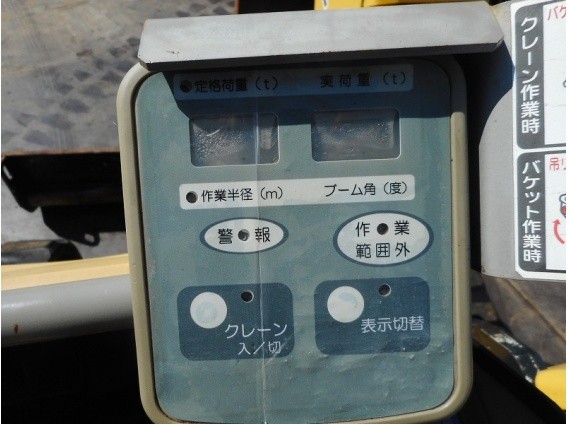 定格荷重（t） 実荷重（t）
作業半径（m） ブーム角（度）
警報
作業
範囲外
クレーン
入／切
表示切替
クレーン作業時
バケット作業時